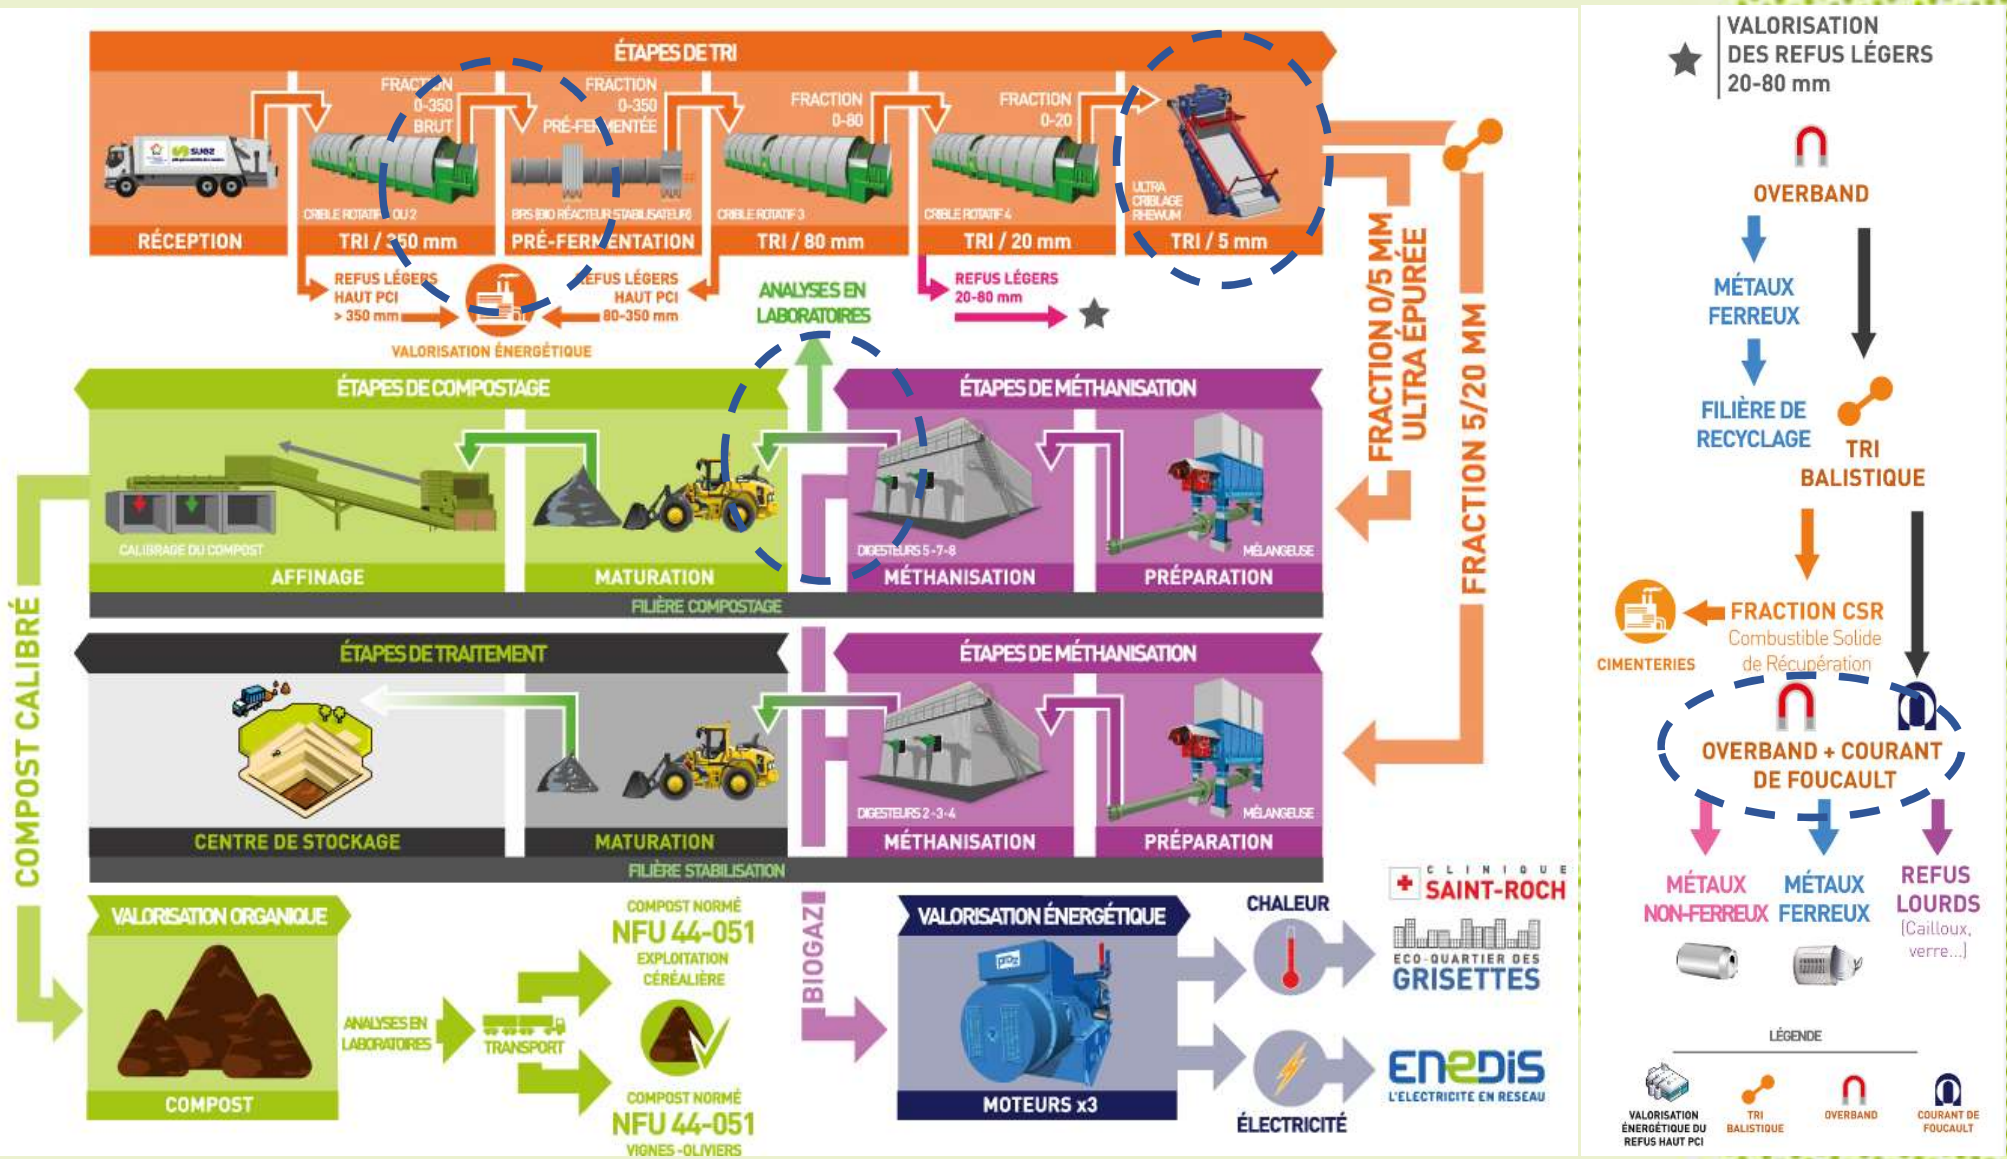 ÉTAPES DE TRI
FRACTION
0-350
BRUT
FRACTION
0-350
PRÉ-FERMENTÉE
FRACTION
0-80
FRACTION
0-20
SUEZ
CRIBLE ROTATIF 1 OU 2
BRS (BIO RÉACTEUR STABILISATEUR)
CRIBLE ROTATIF 3
CRIBLE ROTATIF 4
ULTRA
CRIBLAGE
RHEWUM
RÉCEPTION
TRI / 350 mm
PRÉ-FERMENTATION
TRI / 80 mm
TRI / 20 mm
TRI / 5 mm
REFUS LÉGERS
HAUT PCI
> 350 mm
REFUS LÉGERS
HAUT PCI
80-350 mm
VALORISATION ÉNERGÉTIQUE
ANALYSES EN
LABORATOIRES
REFUS LÉGERS
20-80 mm
FRACTION 0/5 MM
ULTRA ÉPURÉE
FRACTION 5/20 MM
ÉTAPES DE COMPOSTAGE
ÉTAPES DE MÉTHANISATION
CALIBRAGE DU COMPOST
DIGESTEURS 5-7-8
MÉLANGEUSE
AFFINAGE
MATURATION
MÉTHANISATION
PRÉPARATION
FILIÈRE COMPOSTAGE
ÉTAPES DE TRAITEMENT
ÉTAPES DE MÉTHANISATION
DIGESTEURS 2-3-4
MÉLANGEUSE
CENTRE DE STOCKAGE
MATURATION
MÉTHANISATION
PRÉPARATION
FILIÈRE STABILISATION
COMPOST CALIBRÉ
VALORISATION ORGANIQUE
COMPOST
ANALYSES EN
LABORATOIRES
TRANSPORT
COMPOST NORMÉ
NFU 44-051
EXPLOITATION
CÉRÉALIÈRE
COMPOST NORMÉ
NFU 44-051
VIGNES -OLIVIERS
BIOGAZ
VALORISATION ÉNERGÉTIQUE
MOTEURS x3
CHALEUR
ÉLECTRICITÉ
CLINIQUE
SAINT-ROCH
ECO-QUARTIER DES
GRISETTES
ENEDIS
L'ELECTRICITE EN RESEAU
VALORISATION
DES REFUS LÉGERS
20-80 mm
OVERBAND
MÉTAUX
FERREUX
FILIÈRE DE
RECYCLAGE
TRI
BALISTIQUE
FRACTION CSR
Combustible Solide
de Récupération
CIMENTERIES
OVERBAND + COURANT
DE FOUCAULT
MÉTAUX
NON-FERREUX
MÉTAUX
FERREUX
REFUS
LOURDS
(Cailloux,
verre...)
LÉGENDE
VALORISATION
ÉNERGÉTIQUE DU
REFUS HAUT PCI
TRI
BALISTIQUE
OVERBAND
COURANT DE
FOUCAULT